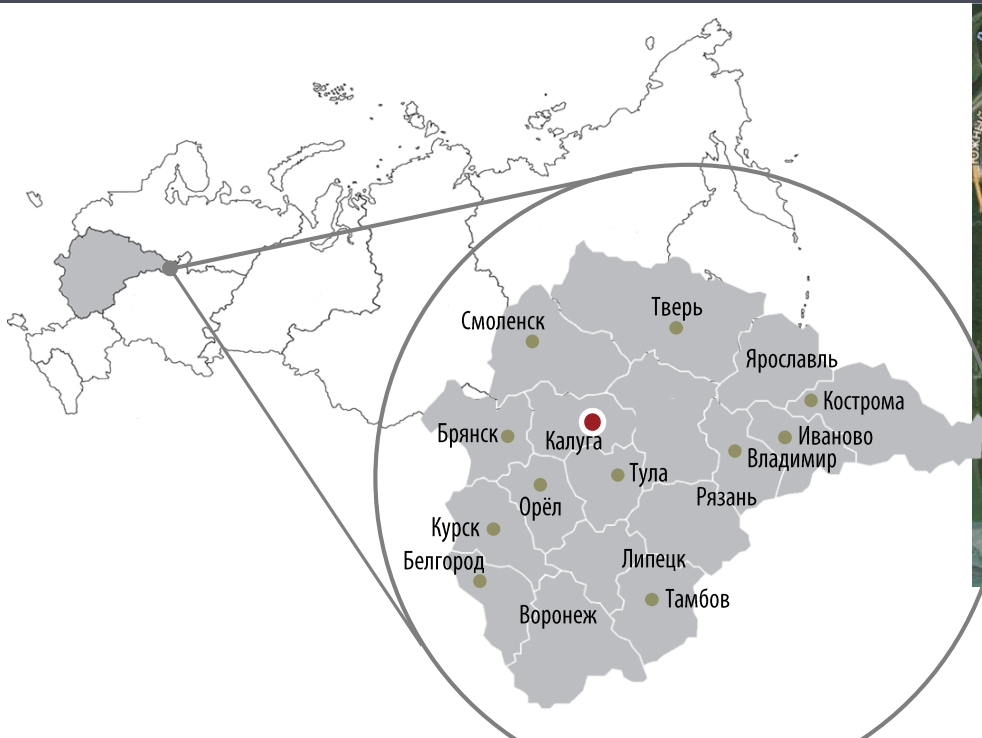 Тверь
Смоленск
Ярославль
Кострома
Брянск
Калуга
Иваново
Владимир
Тула
Рязань
Орёл
Курск
Белгород
Липецк
Тамбов
Воронеж